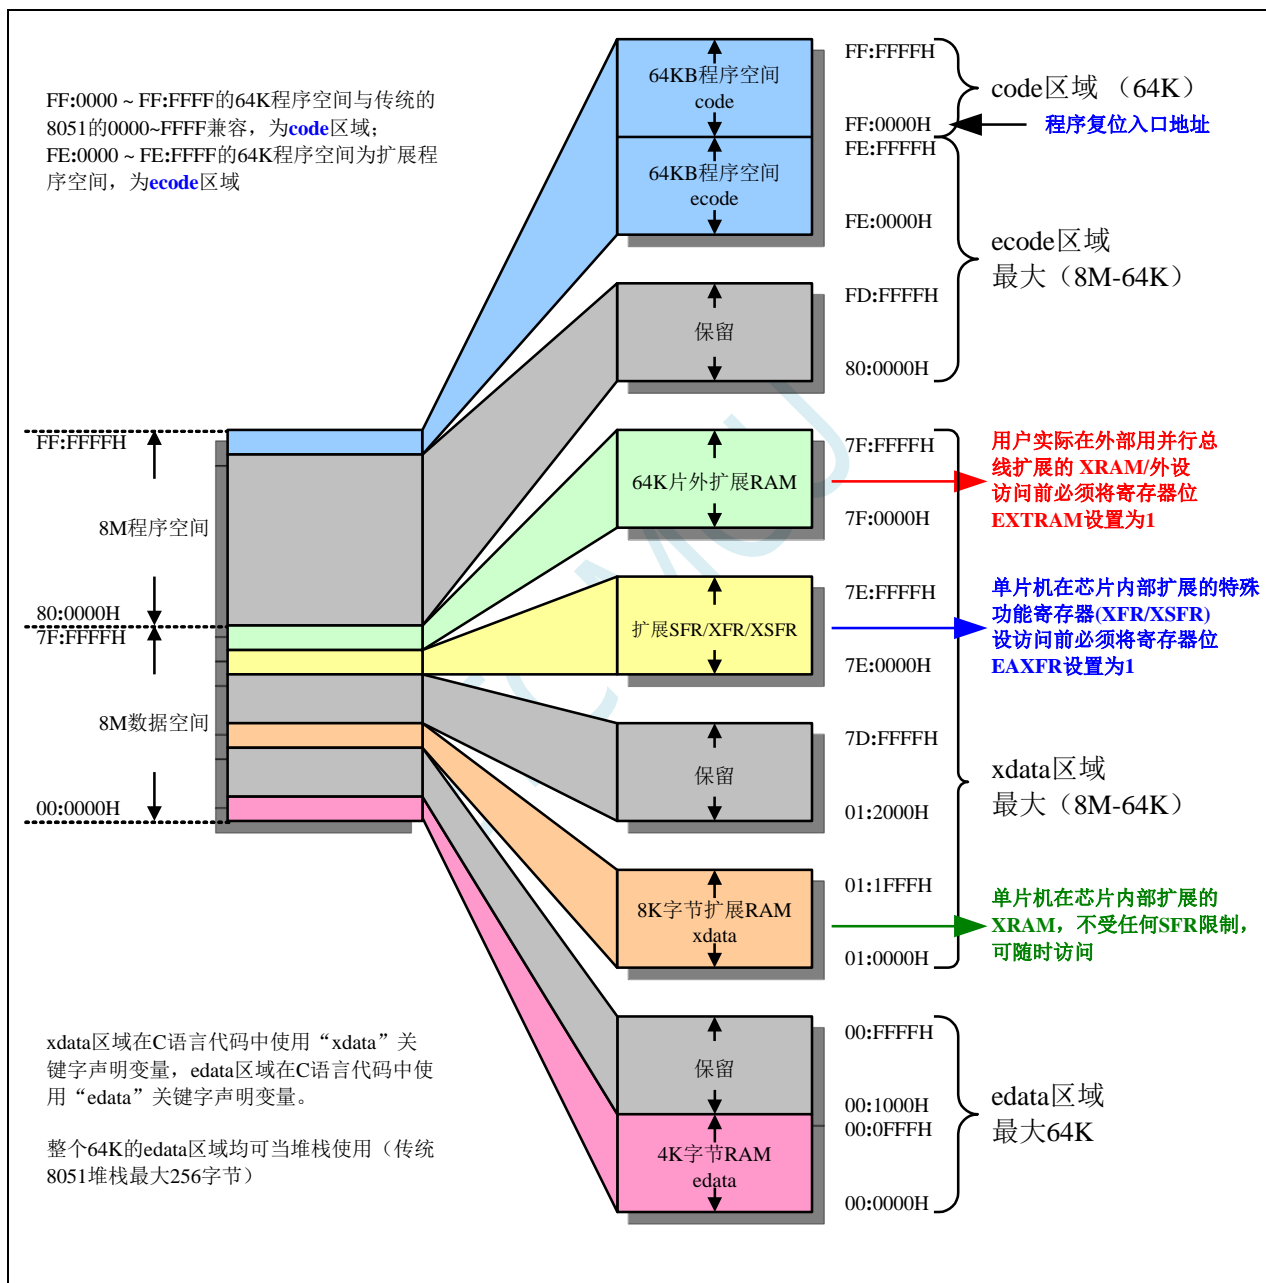 FF:0000 ~ FF:FFFF的64K程序空间与传统的
8051的0000~FFFF兼容，为code区域；
FE:0000 ~ FE:FFFF的64K程序空间为扩展程
序空间，为ecode区域
64KB程序空间
code
64KB程序空间
ecode
FF:FFFFH
FF:0000H
FE:FFFFH
FE:0000H
code区域 （64K）
程序复位入口地址
ecode区域
最大（8M-64K）
保留
FD:FFFFH
80:0000H
FF:FFFFH
8M程序空间
80:0000H
7F:FFFFH
8M数据空间
00:0000H
64K片外扩展RAM
7F:FFFFH
7F:0000H
用户实际在外部用并行总
线扩展的 XRAM/外设
访问前必须将寄存器位
EXTRAM设置为1
扩展SFR/XFR/XSFR
7E:FFFFH
7E:0000H
单片机在芯片内部扩展的特殊
功能寄存器(XFR/XSFR)
设访问前必须将寄存器位
EAXFR设置为1
保留
7D:FFFFH
01:2000H
xdata区域
最大（8M-64K）
8K字节扩展RAM
xdata
01:1FFFH
01:0000H
单片机在芯片内部扩展的
XRAM，不受任何SFR限制，
可随时访问
保留
00:FFFFH
00:1000H
4K字节RAM
edata
00:0FFFH
00:0000H
edata区域
最大64K
xdata区域在C语言代码中使用“xdata”关
键字声明变量，edata区域在C语言代码中使
用“edata”关键字声明变量。
整个64K的edata区域均可当堆栈使用（传统
8051堆栈最大256字节）